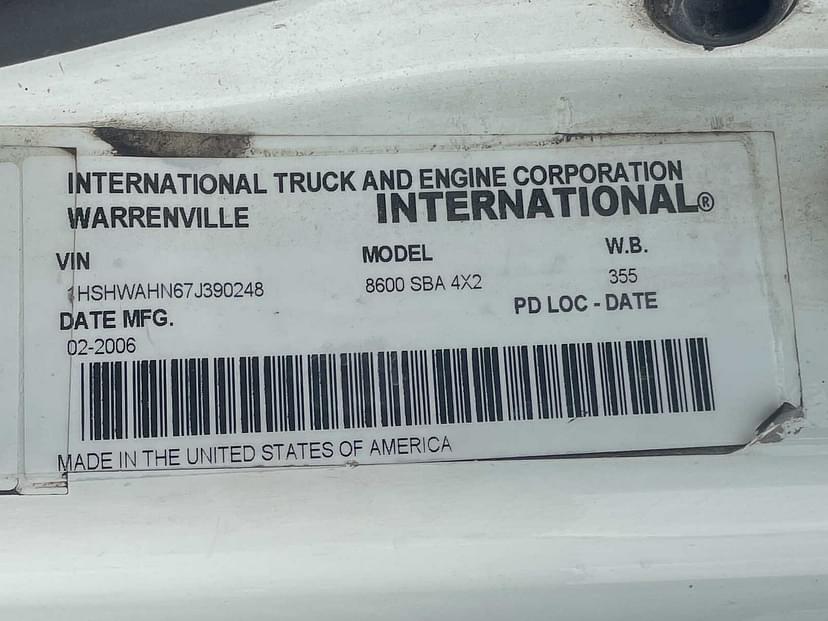 INTERNATIONAL TRUCK AND ENGINE CORPORATION
WARRENVILLE INTERNATIONAL®
VIN MODEL W.B.
1HSHWAHN67J390248 8600 SBA 4X2 355
DATE MFG. PD LOC - DATE
02-2006
MADE IN THE UNITED STATES OF AMERICA